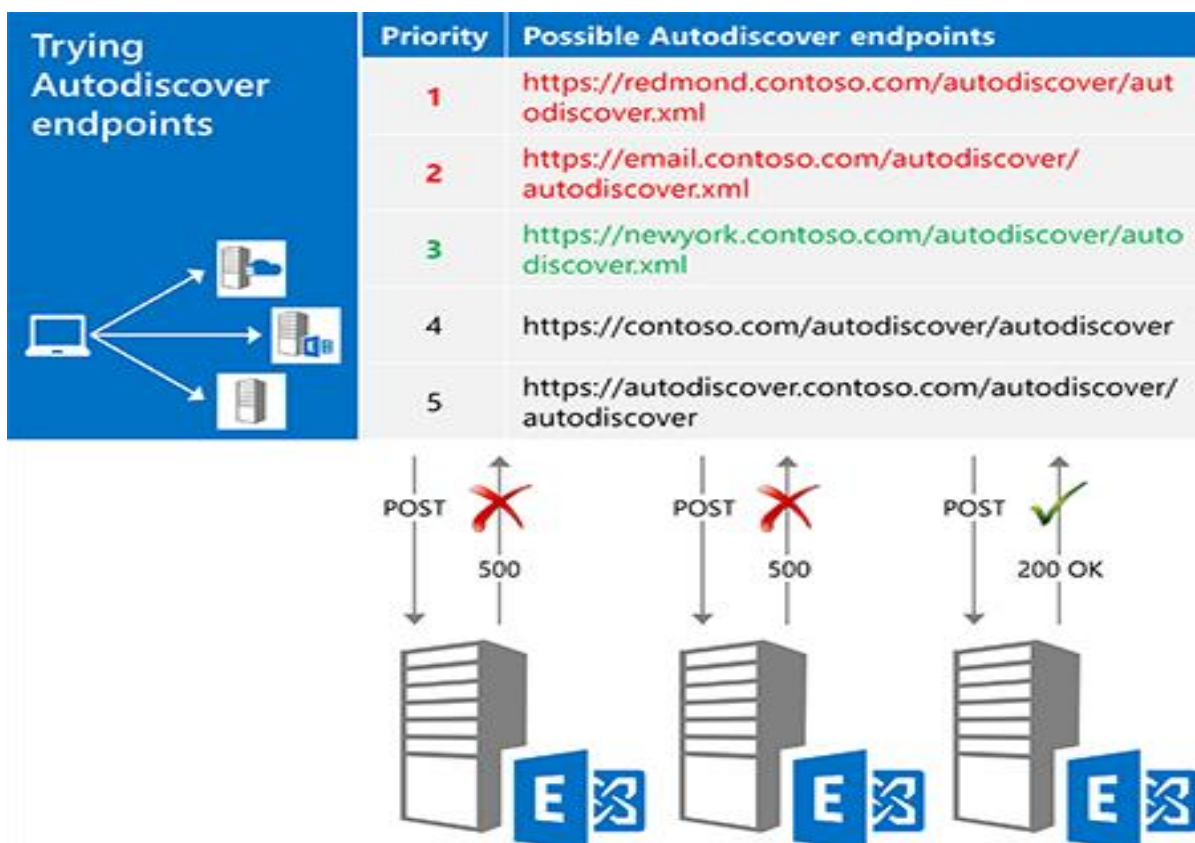 Trying
Autodiscover
endpoints
Priority
Possible Autodiscover endpoints
1
https://redmond.contoso.com/autodiscover/aut
odiscover.xml
2
https://email.contoso.com/autodiscover/
autodiscover.xml
3
https://newyork.contoso.com/autodiscover/auto
discover.xml
4
https://contoso.com/autodiscover/autodiscover
5
https://autodiscover.contoso.com/autodiscover/
autodiscover
POST
500
POST
500
POST
200 OK
E
E
E